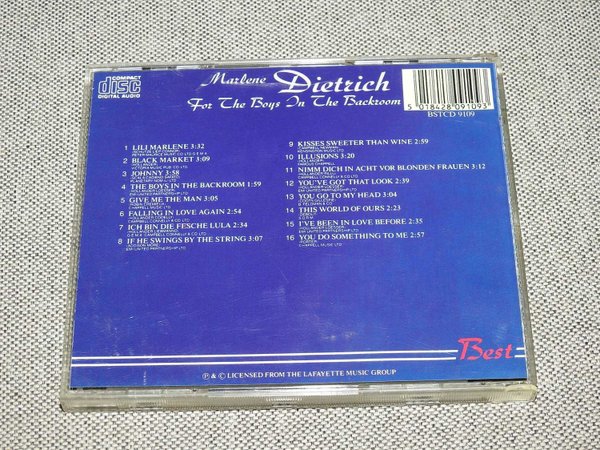 COMPACT
disc
DIGITAL AUDIO
Marlene Dietrich
For The Boys In The Backroom
5 018428 091093
BSTCD 9109
1 LILI MARLENE 3:32
2 BLACK MARKET 3:09
3 JOHNNY 3:58
4 THE BOYS IN THE BACKROOM 1:59
5 GIVE ME THE MAN 3:05
6 FALLING IN LOVE AGAIN 2:54
7 ICH BIN DIE FESCHE LULA 2:34
8 IF HE SWINGS BY THE STRING 3:07
EMI UNITED PARTNERSHIP LTD
9 KISSES SWEETER THAN WINE 2:59
10 ILLUSIONS 3:20
11 NIMM DICH IN ACHT VOR BLONDEN FRAUEN 3:12
12 YOU'VE GOT THAT LOOK 2:39
13 YOU GO TO MY HEAD 3:04
14 THIS WORLD OF OURS 2:23
15 I'VE BEEN IN LOVE BEFORE 2:35
16 YOU DO SOMETHING TO ME 2:57
CHAPPELL MUSIC LTD
Best
℗ & © LICENSED FROM THE LAFAYETTE MUSIC GROUP